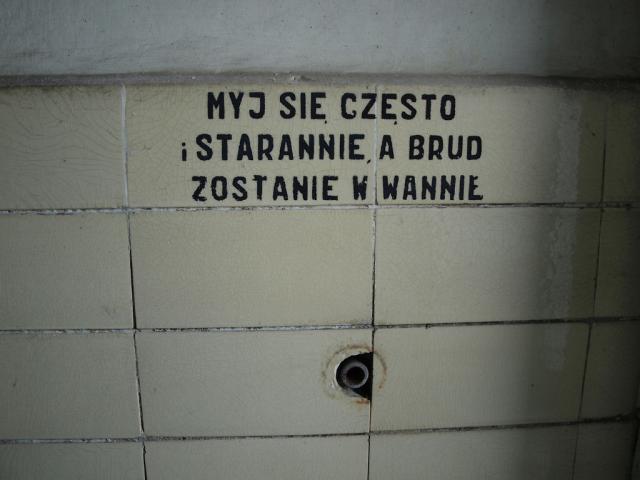 MYJ SIĘ CZĘSTO
i STARANNIE, A BRUD
ZOSTANIE W WANNIE